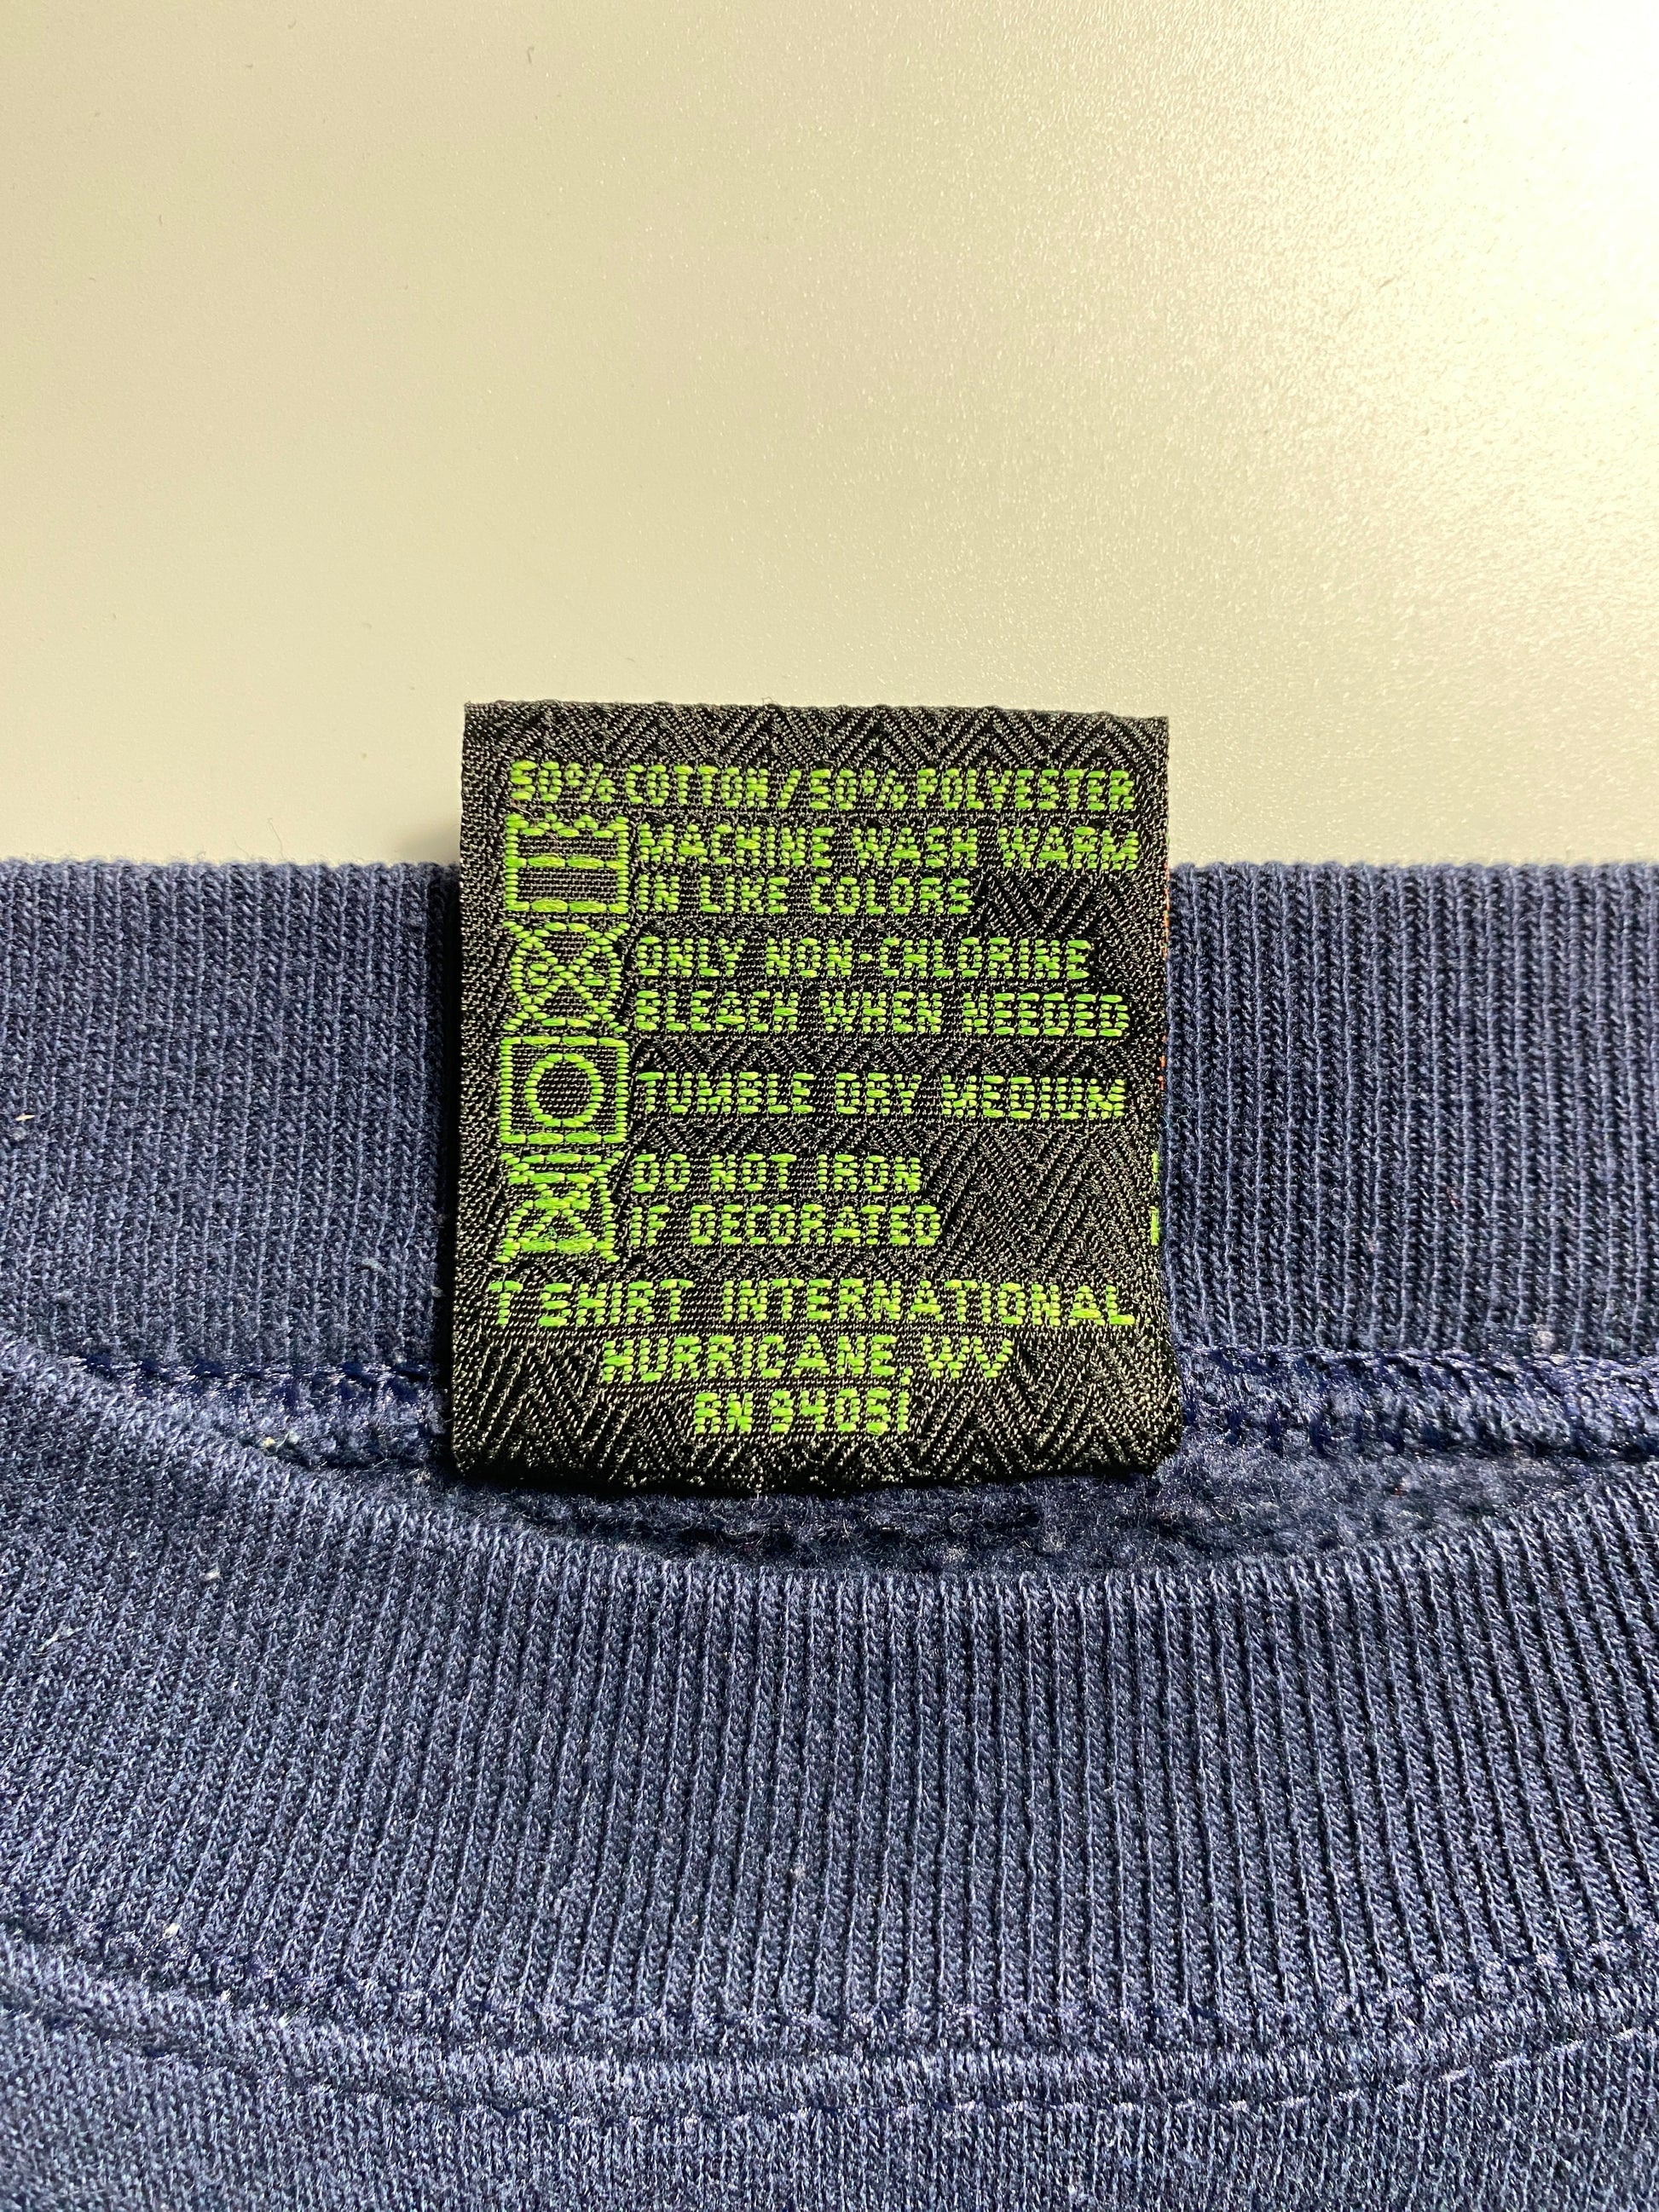 50% COTTON/50% POLYESTER
MACHINE WASH WARM
IN LIKE COLORS
ONLY NON-CHLORINE
BLEACH WHEN NEEDED
TUMBLE DRY MEDIUM
DO NOT IRON
IF DECORATED
T SHIRT INTERNATIONAL
HURRICANE, WV
RN 94051